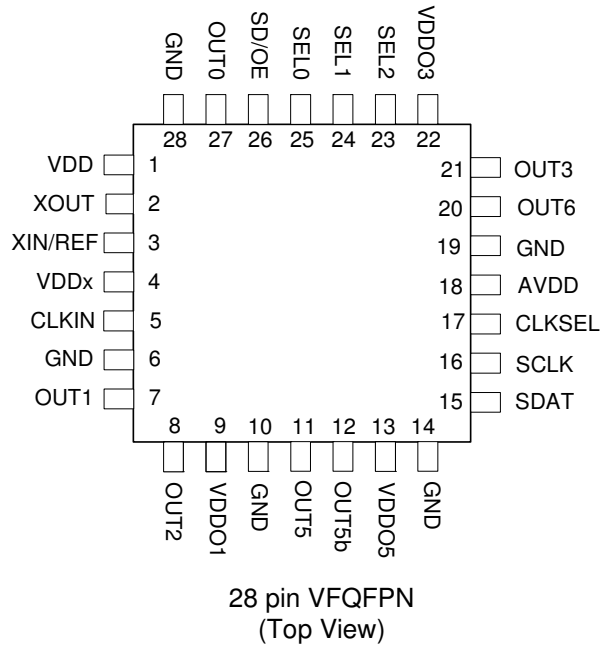 GND
OUT0
SD/OE
SEL0
SEL1
SEL2
VDDO3
28
27
26
25
24
23
22
VDD 1
XOUT 2
XIN/REF 3
VDDx 4
CLKIN 5
GND 6
OUT1 7
21 OUT3
20 OUT6
19 GND
18 AVDD
17 CLKSEL
16 SCLK
15 SDAT
8
9
10
11
12
13
14
OUT2
VDDO1
GND
OUT5
OUT5b
VDDO5
GND
28 pin VFQFPN
(Top View)